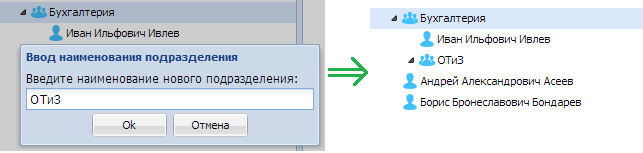 Бухгалтерия
Иван Ильфович Ивлев
Ввод наименования подразделения
Введите наименование нового подразделения:
ОТиЗ
Ok
Отмена
Бухгалтерия
Иван Ильфович Ивлев
ОТиЗ
Андрей Александрович Асеев
Борис Брониславович Бондарев